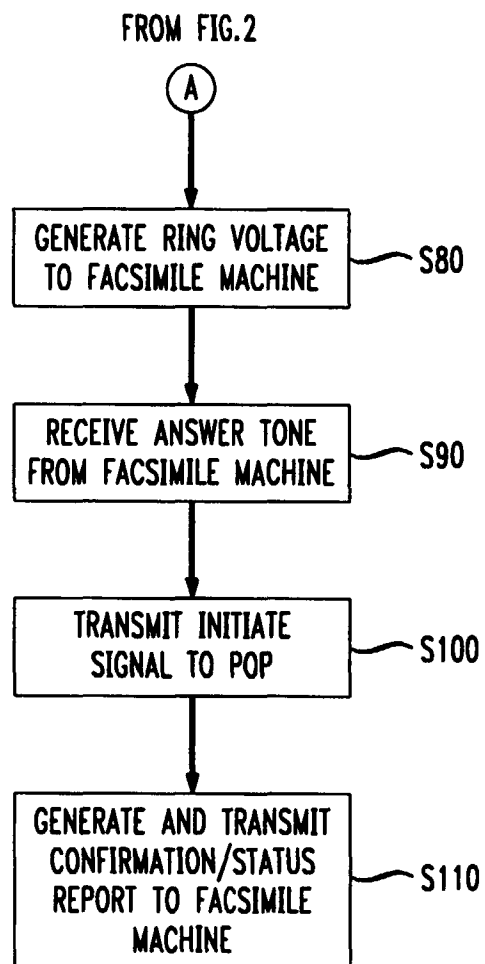 FROM FIG.2
A
GENERATE RING VOLTAGE
TO FACSIMILE MACHINE
S80
RECEIVE ANSWER TONE
FROM FACSIMILE MACHINE
S90
TRANSMIT INITIATE
SIGNAL TO POP
S100
GENERATE AND TRANSMIT
CONFIRMATION/STATUS
REPORT TO FACSIMILE
MACHINE
S110